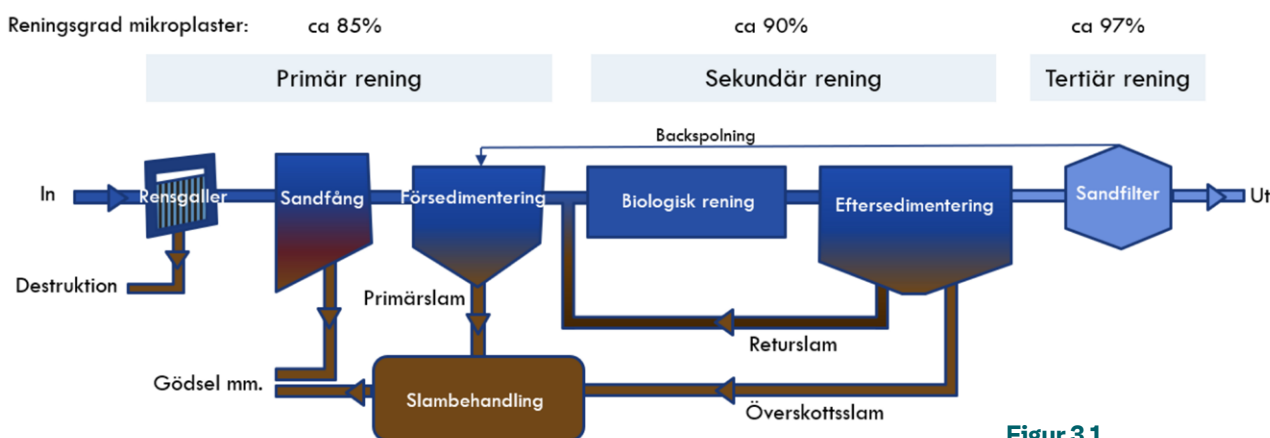 Reningsgrad mikroplaster: ca 85% ca 90% ca 97%
Primär rening Sekundär rening Tertiär rening
Backspolning
In Rensgaller Sandfång Försedimentering Biologisk rening Eftersedimentering Sandfilter Ut
Destruktion
Primärslam
Returslam
Gödsel mm.
Slambehandling
Överskottsslam
Figur 3.1